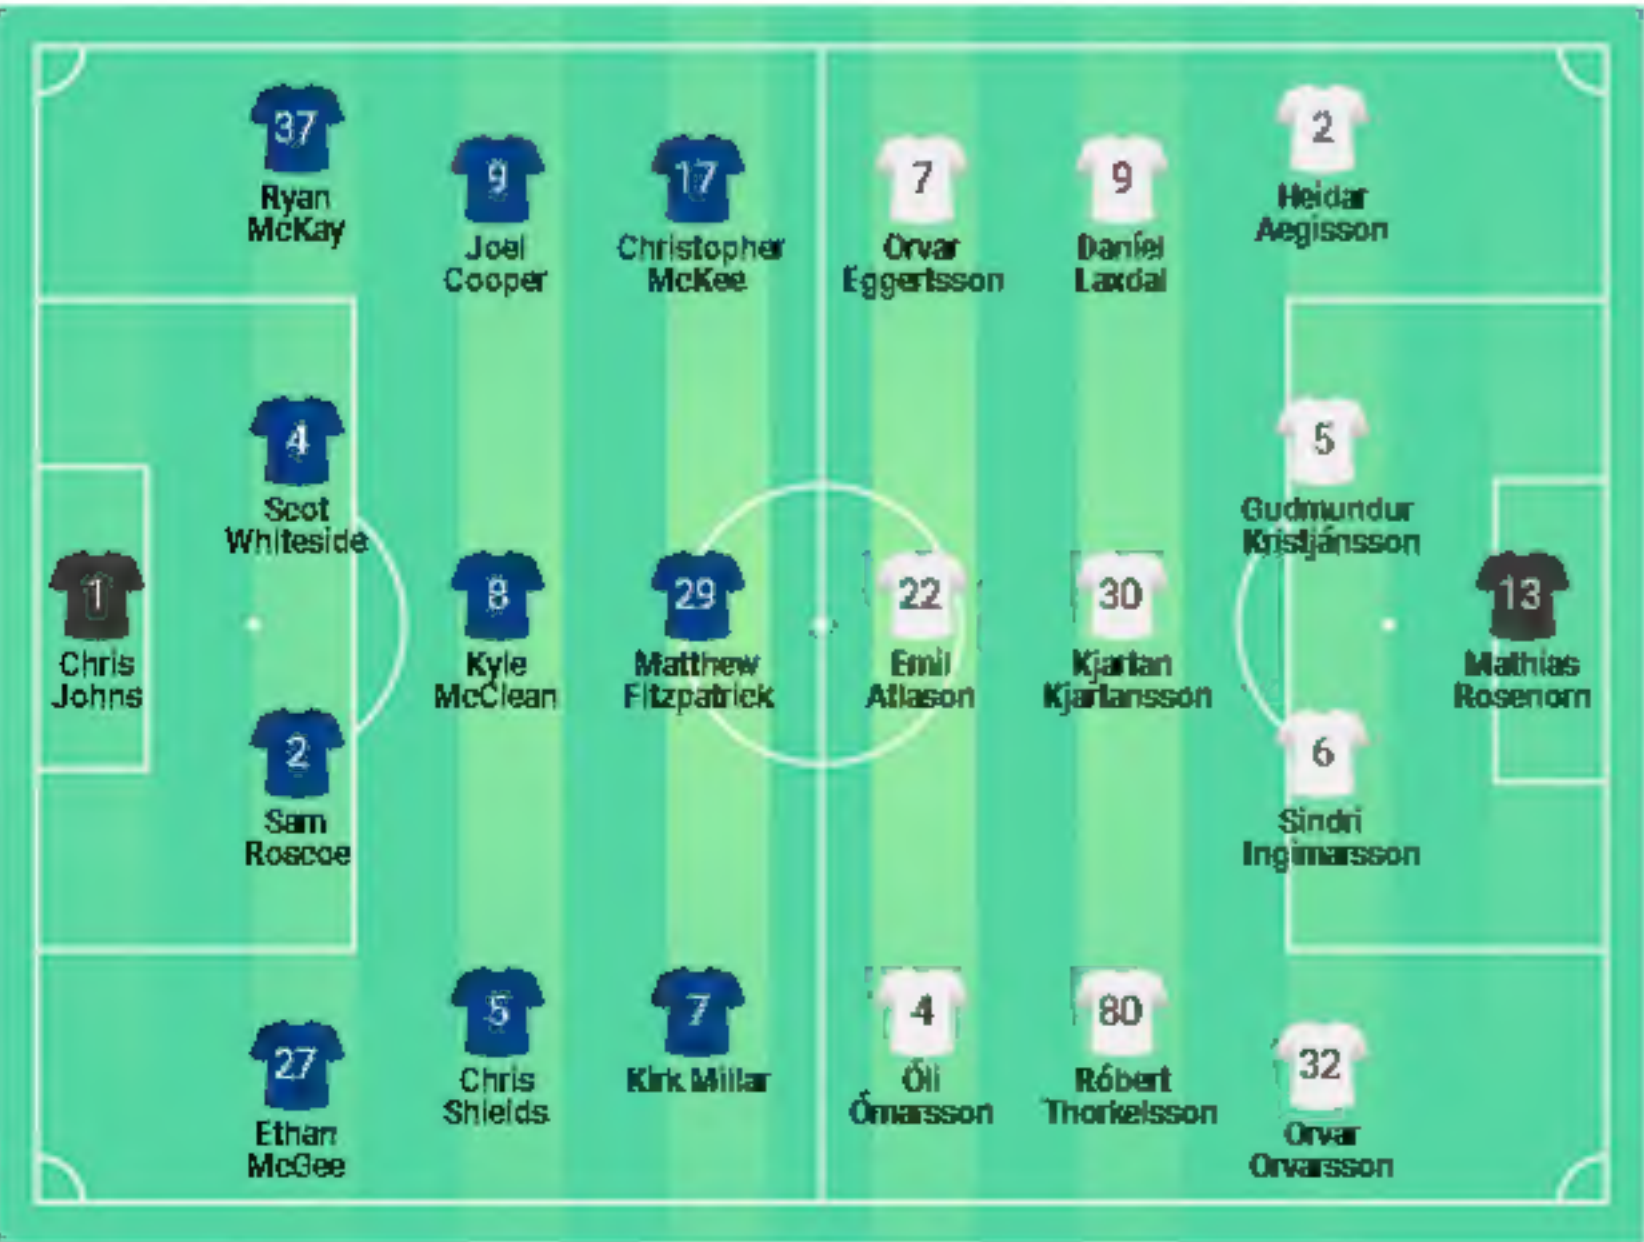 37
Ryan
McKay
4
Scot
Whiteside
1
Chris
Johns
2
Sam
Roscoe
27
Ethan
McGee
9
Joel
Cooper
8
Kyle
McClean
5
Chris
Shields
17
Christopher
McKee
29
Matthew
Fitzpatrick
7
Kirk Millar
7
Orvar
Eggertsson
22
Emil
Atlason
4
Óli
Ómarsson
9
Daníel
Laxdal
30
Kjartan
Kjartansson
80
Róbert
Thorkelsson
2
Heidar
Aegisson
5
Gudmundur
Kristjánsson
6
Sindri
Ingimarsson
32
Orvar
Orvarsson
13
Mathias
Rosenorn